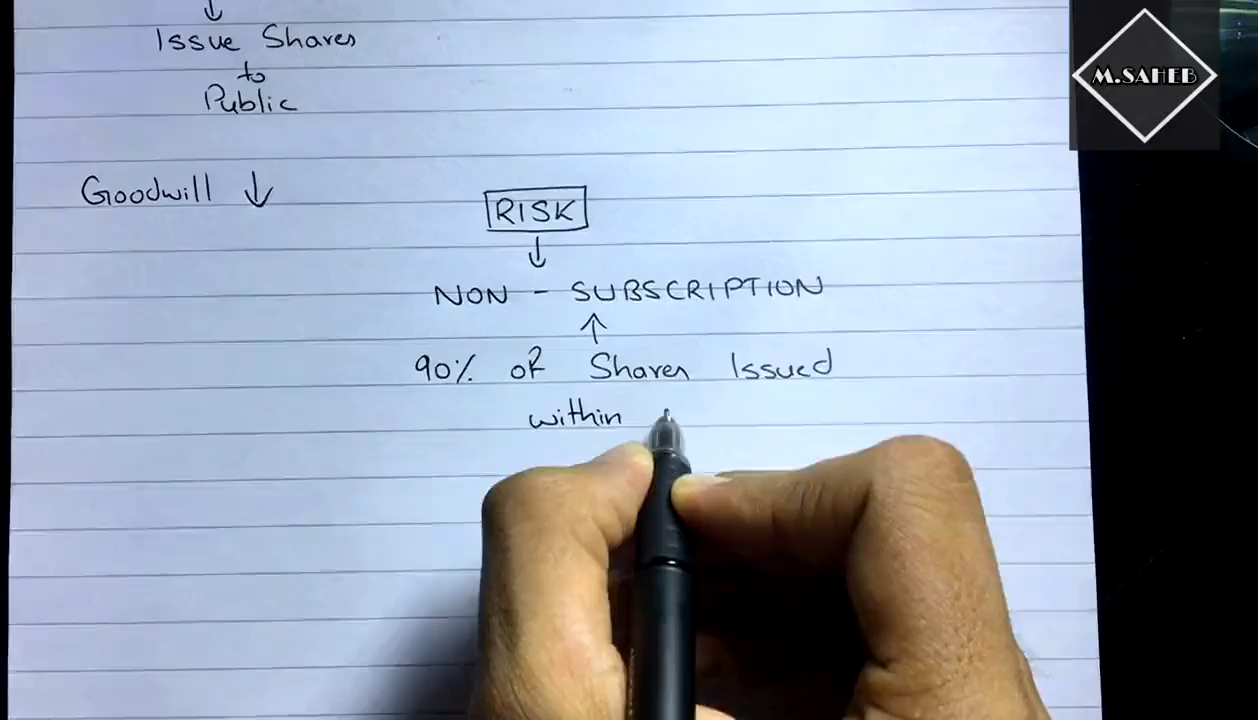 Issue Shares
to
Public
M.SAHEB
Goodwill ↓
RISK
↓
NON - SUBSCRIPTION
↑
90% of Shares Issued
within